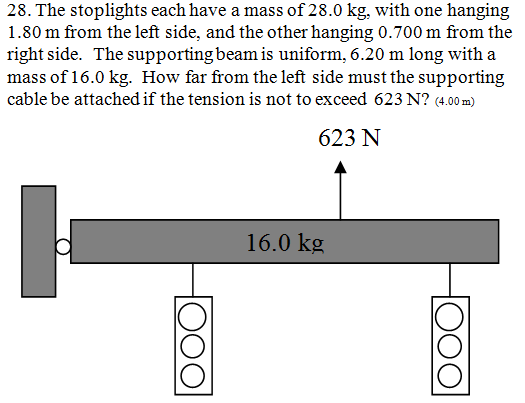 28. The stoplights each have a mass of 28.0 kg, with one hanging
1.80 m from the left side, and the other hanging 0.700 m from the
right side. The supporting beam is uniform, 6.20 m long with a
mass of 16.0 kg. How far from the left side must the supporting
cable be attached if the tension is not to exceed 623 N? (4.00 m)
623 N
16.0 kg